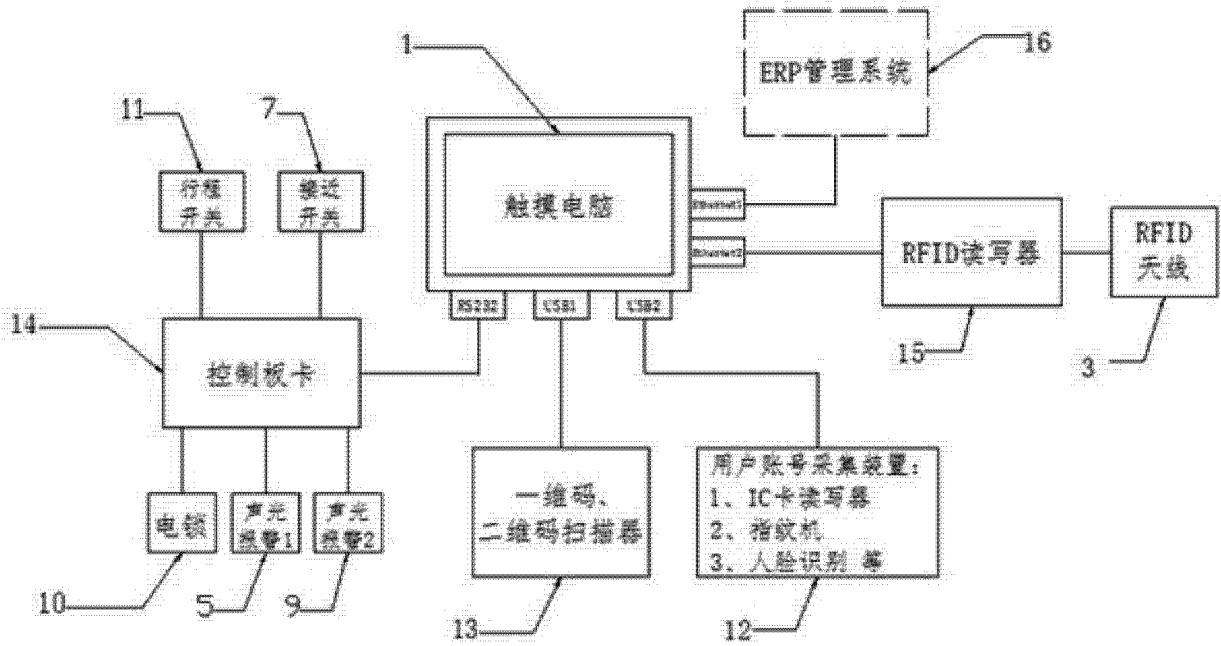 1
16
ERP管理系统
11
7
行程
开关
接近
开关
触摸电脑
Ethernet1
Ethernet2
RFID读写器
RFID
天线
RS232
USB1
USB2
14
控制板卡
15
3
电锁
声光
报警1
声光
报警2
一维码、
二维码扫描器
用户账号采集装置：
1、IC卡读写器
2、指纹机
3、人脸识别 等
10
5
9
13
12